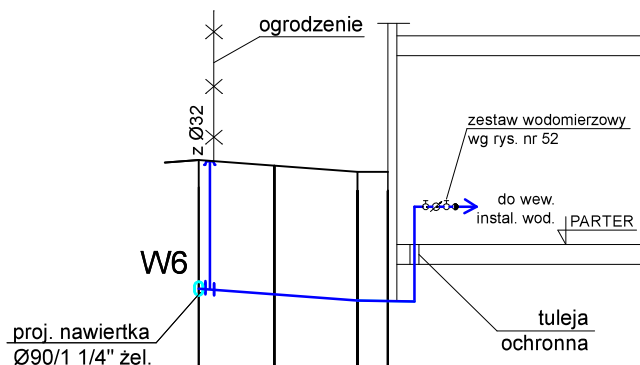 ogrodzenie
z Ø32
zestaw wodomierzowy
wg rys. nr 52
do wew.
instal. wod.
PARTER
W6
proj. nawiertka
Ø90/1 1/4" żel.
tuleja
ochronna